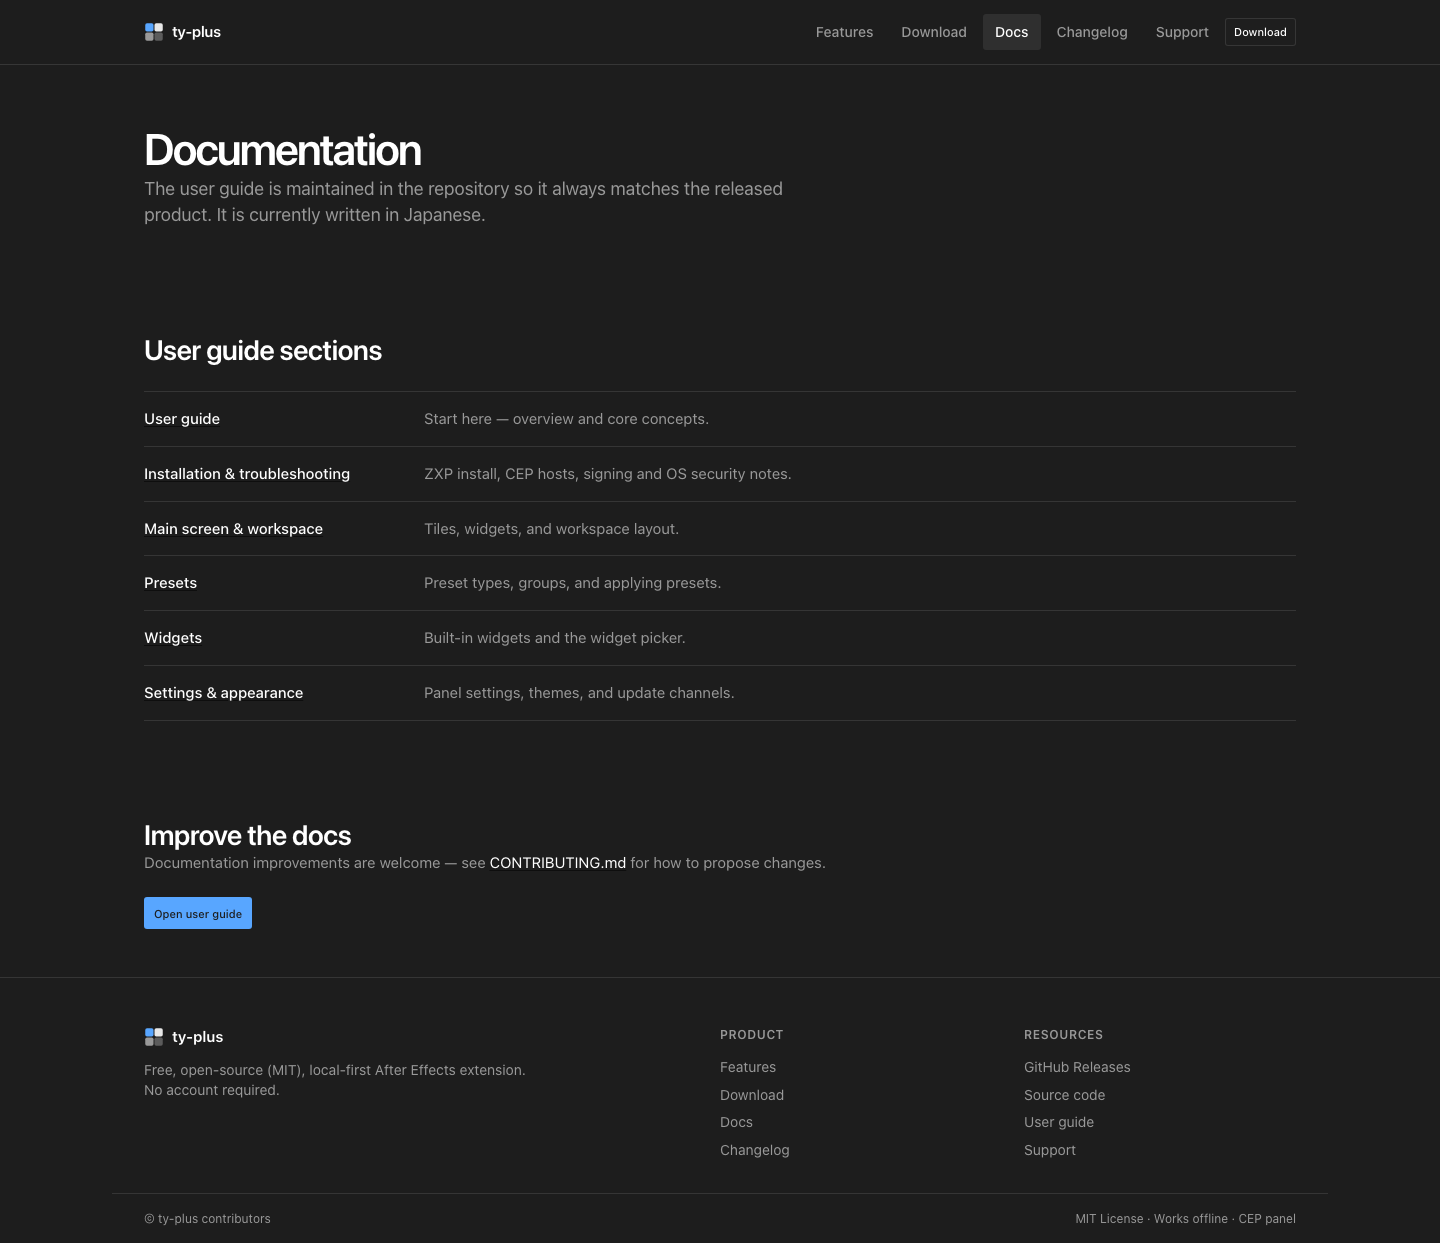 ty-plus
Features
Download
Docs
Changelog
Support
Download
Documentation
The user guide is maintained in the repository so it always matches the released
product. It is currently written in Japanese.
User guide sections
User guide
Start here — overview and core concepts.
Installation & troubleshooting
ZXP install, CEP hosts, signing and OS security notes.
Main screen & workspace
Tiles, widgets, and workspace layout.
Presets
Preset types, groups, and applying presets.
Widgets
Built-in widgets and the widget picker.
Settings & appearance
Panel settings, themes, and update channels.
Improve the docs
Documentation improvements are welcome — see CONTRIBUTING.md for how to propose changes.
Open user guide
ty-plus
Free, open-source (MIT), local-first After Effects extension.
No account required.
PRODUCT
Features
Download
Docs
Changelog
RESOURCES
GitHub Releases
Source code
User guide
Support
© ty-plus contributors
MIT License · Works offline · CEP panel